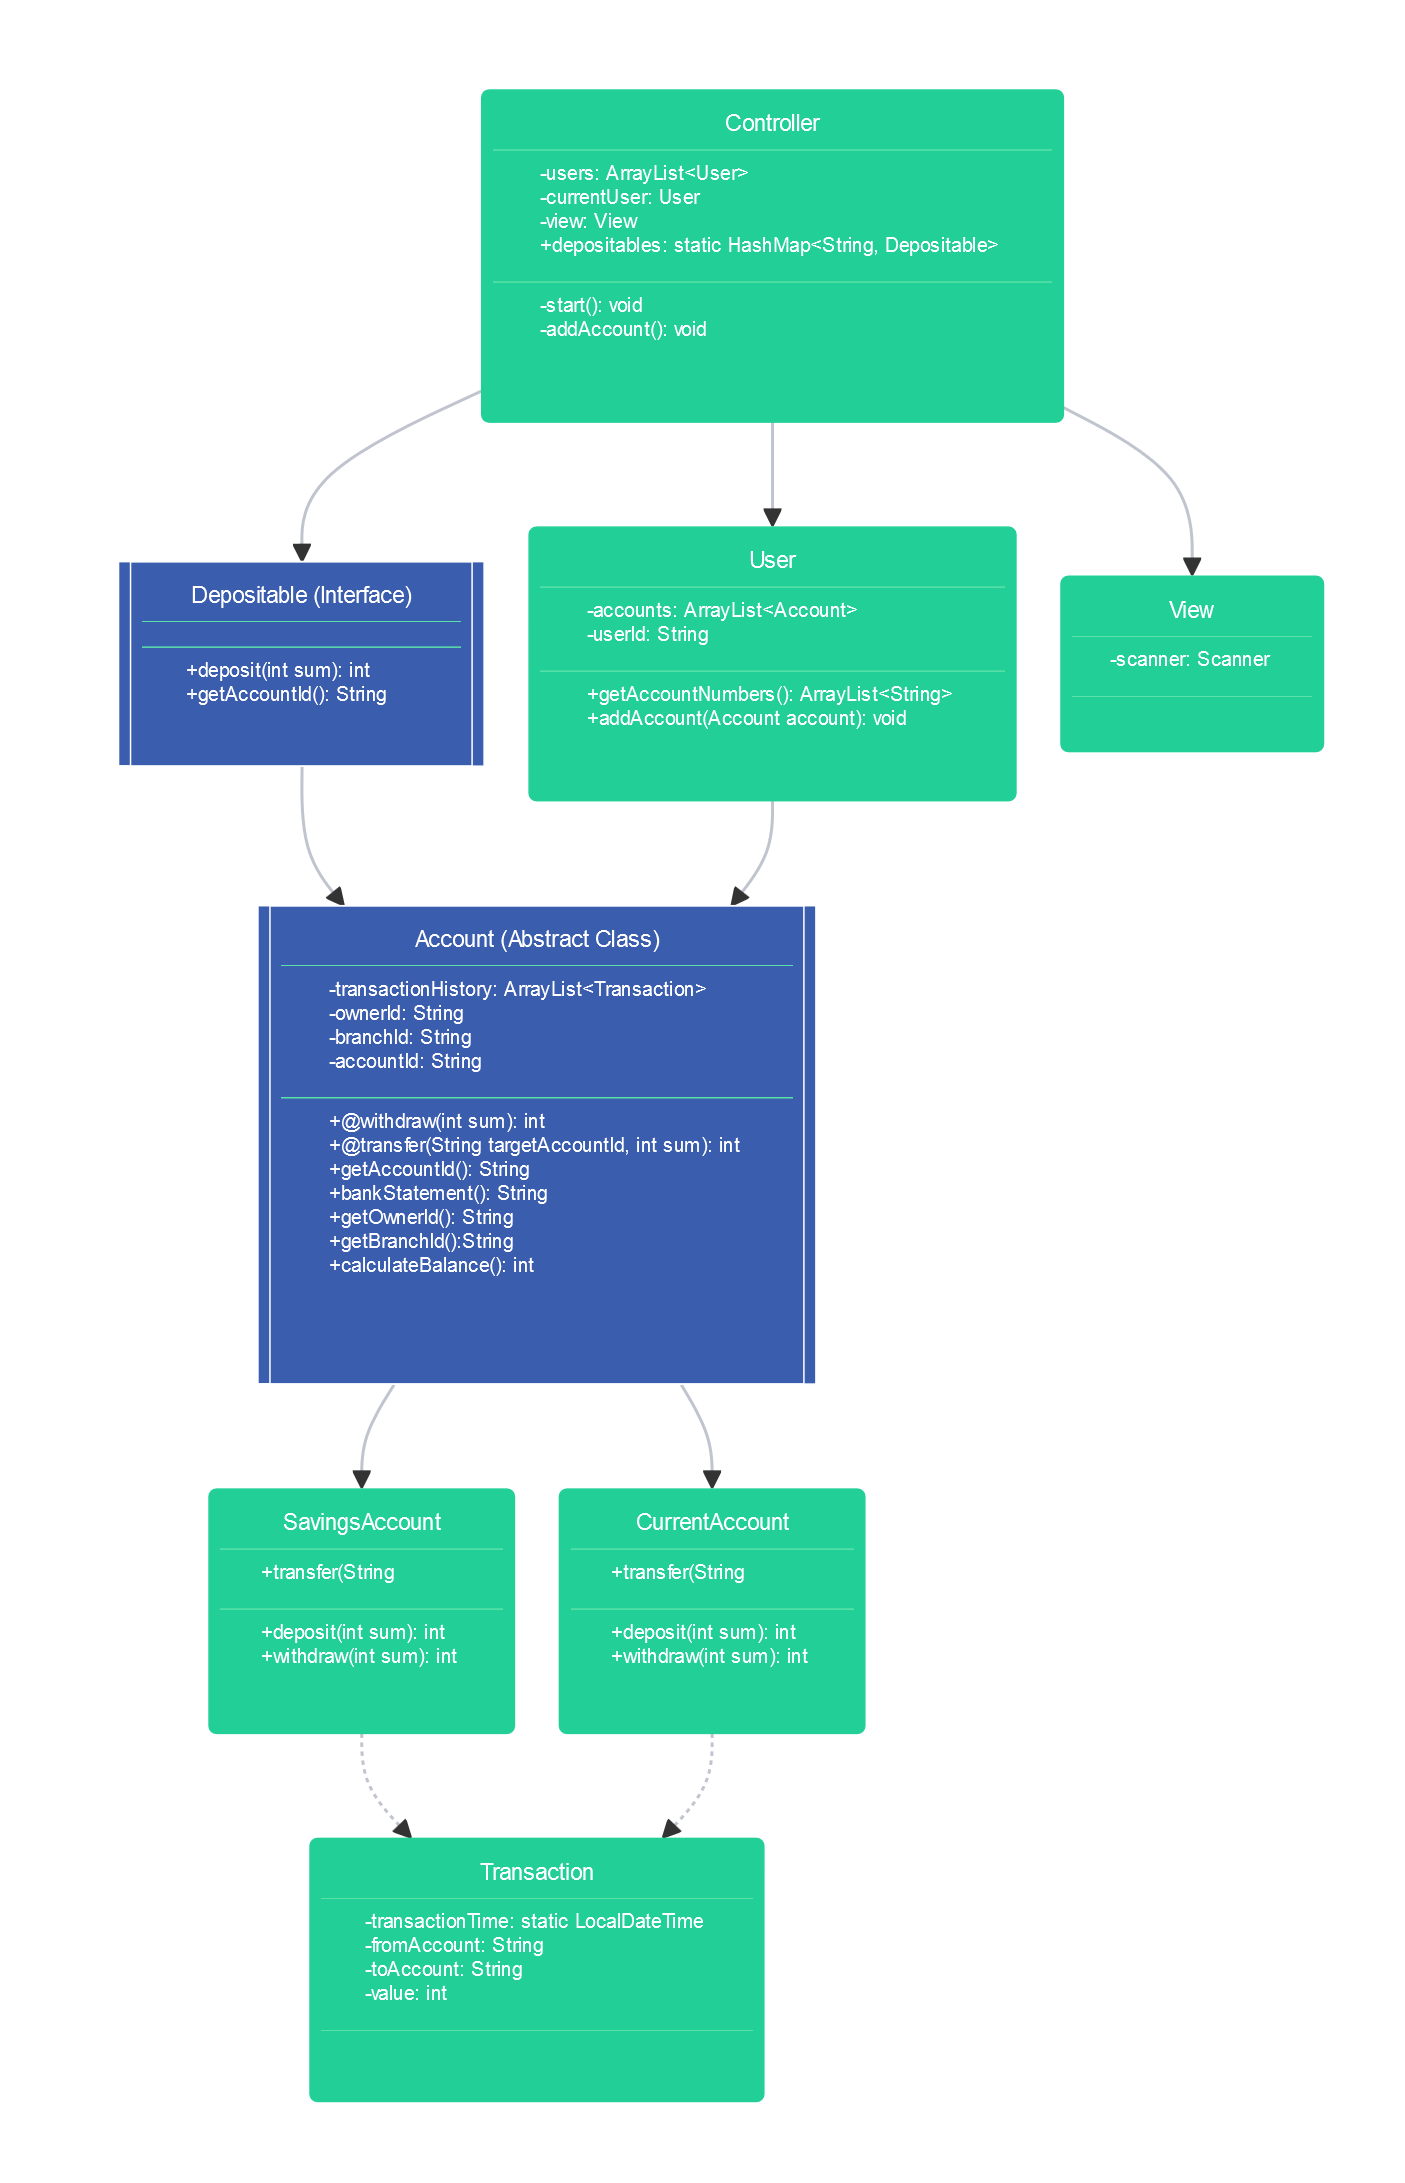 Controller
-users: ArrayList<User>
-currentUser: User
-view: View
+depositables: static HashMap<String, Depositable>
-start(): void
-addAccount(): void
Depositable (Interface)
+deposit(int sum): int
+getAccountId(): String
User
-accounts: ArrayList<Account>
-userId: String
+getAccountNumbers(): ArrayList<String>
+addAccount(Account account): void
View
-scanner: Scanner
Account (Abstract Class)
-transactionHistory: ArrayList<Transaction>
-ownerId: String
-branchId: String
-accountId: String
+@withdraw(int sum): int
+@transfer(String targetAccountId, int sum): int
+getAccountId(): String
+bankStatement(): String
+getOwnerId(): String
+getBranchId():String
+calculateBalance(): int
SavingsAccount
+transfer(String
+deposit(int sum): int
+withdraw(int sum): int
CurrentAccount
+transfer(String
+deposit(int sum): int
+withdraw(int sum): int
Transaction
-transactionTime: static LocalDateTime
-fromAccount: String
-toAccount: String
-value: int